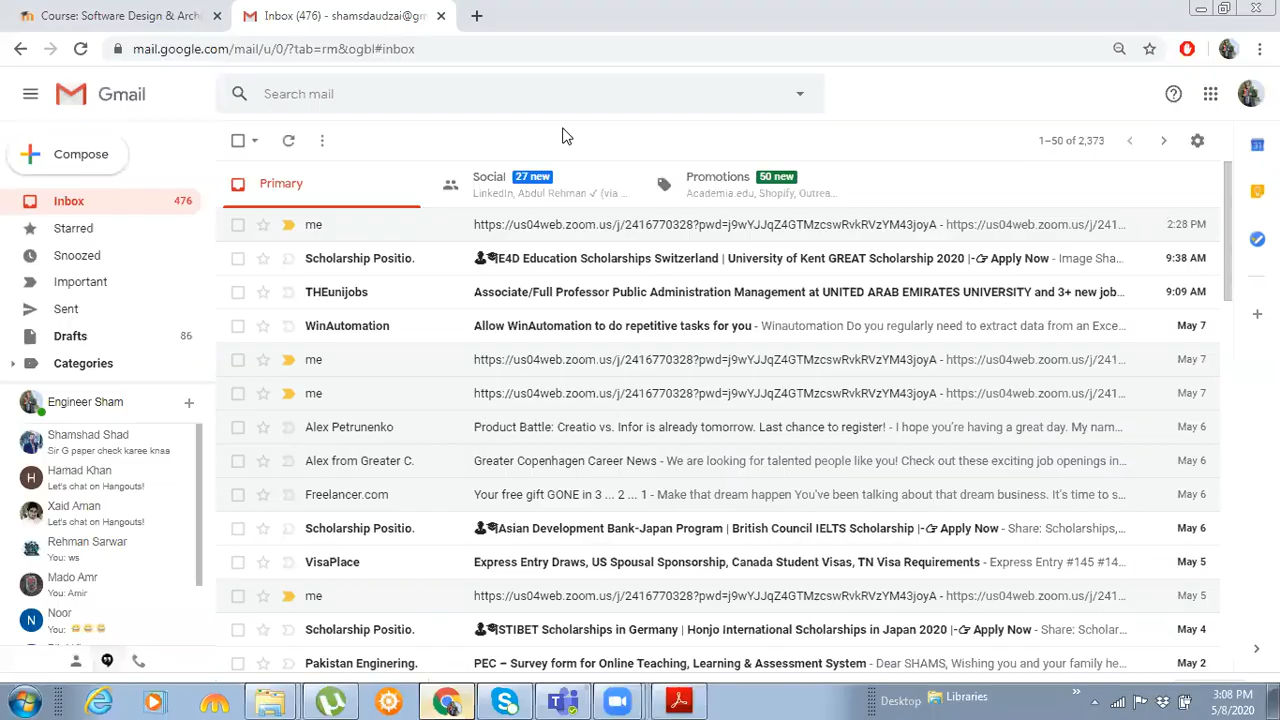 Course: Software Design & Arch
Inbox (476) - shamsdaudzai@gm
mail.google.com/mail/u/0/?tab=rm&ogbl#inbox
Gmail
Search mail
Compose
1–50 of 2,373
Primary
Social 27 new
LinkedIn, Abdul Rehman ✓ (via ...
Promotions 50 new
Academia.edu, Shopify, Outrea...
Inbox 476
Starred
Snoozed
Important
Sent
Drafts 86
Categories
Engineer Sham
Shamshad Shad
Sir G paper check karee knaa
Hamad Khan
Let's chat on Hangouts!
Xaid Aman
Let's chat on Hangouts!
Rehman Sarwar
You: ws
Mado Amr
You: Amir
N Noor
You: 😄😄😄
me https://us04web.zoom.us/j/2416770328?pwd=j9wYJJqZ4GTMzcswRvkRVzYM43joyA - https://us04web.zoom.us/j/241... 2:28 PM
Scholarship Positio. E4D Education Scholarships Switzerland | University of Kent GREAT Scholarship 2020 |-👉 Apply Now - Image Sha... 9:38 AM
THEunijobs Associate/Full Professor Public Administration Management at UNITED ARAB EMIRATES UNIVERSITY and 3+ new job... 9:09 AM
WinAutomation Allow WinAutomation to do repetitive tasks for you - Winautomation Do you regularly need to extract data from an Exce... May 7
me https://us04web.zoom.us/j/2416770328?pwd=j9wYJJqZ4GTMzcswRvkRVzYM43joyA - https://us04web.zoom.us/j/241... May 7
me https://us04web.zoom.us/j/2416770328?pwd=j9wYJJqZ4GTMzcswRvkRVzYM43joyA - https://us04web.zoom.us/j/241... May 7
Alex Petrunenko Product Battle: Creatio vs. Infor is already tomorrow. Last chance to register! - I hope you're having a great day. My nam... May 6
Alex from Greater C. Greater Copenhagen Career News - We are looking for talented people like you! Check out these exciting job openings in... May 6
Freelancer.com Your free gift GONE in 3 ... 2 ... 1 - Make that dream happen You've been talking about that dream business. It's time to s... May 6
Scholarship Positio. Asian Development Bank-Japan Program | British Council IELTS Scholarship |-👉 Apply Now - Share: Scholarships,... May 6
VisaPlace Express Entry Draws, US Spousal Sponsorship, Canada Student Visas, TN Visa Requirements - Express Entry #145 #14... May 5
me https://us04web.zoom.us/j/2416770328?pwd=j9wYJJqZ4GTMzcswRvkRVzYM43joyA - https://us04web.zoom.us/j/241... May 5
Scholarship Positio. STIBET Scholarships in Germany | Honjo International Scholarships in Japan 2020 |-👉 Apply Now - Share: Scholar... May 4
Pakistan Enginering. PEC – Survey form for Online Teaching, Learning & Assessment System - Dear SHAMS, Wishing you and your family he... May 2
Desktop Libraries
3:08 PM
5/8/2020